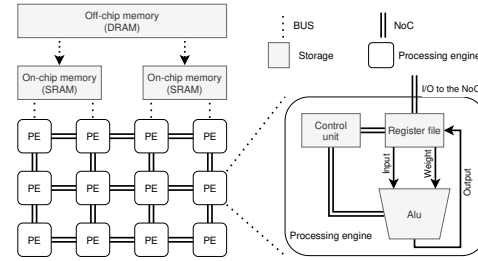 Off-chip memory
(DRAM)
BUS
NoC
Storage
Processing engine
On-chip memory
(SRAM)
On-chip memory
(SRAM)
I/O to the NoC
PE
PE
PE
PE
PE
PE
PE
PE
PE
PE
PE
PE
Control
unit
Register file
Input
Weight
Output
Alu
Processing engine